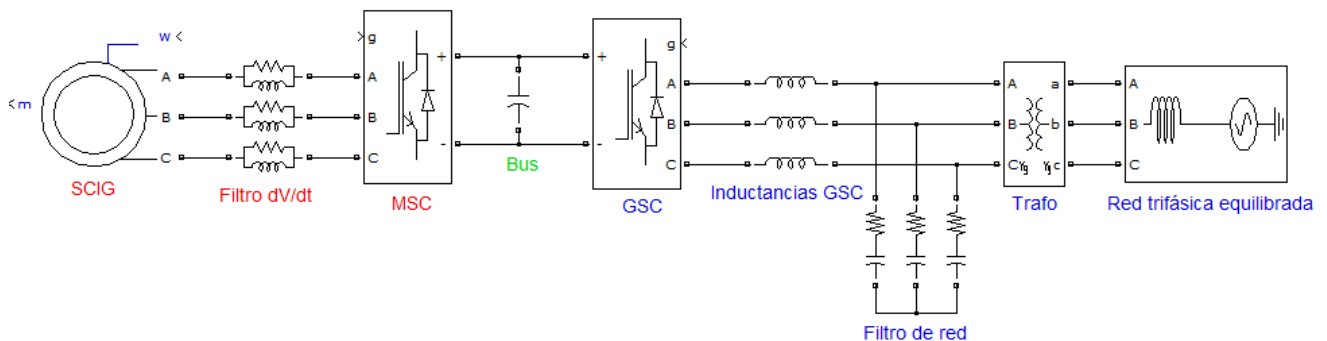 w <
< m
A
B
C
SCIG
Filtro dV/dt
> g
A
B
C
+
-
MSC
Bus
+
-
g <
A
B
C
GSC
Inductancias GSC
Filtro de red
A
B
C
Yg
a
b
c
Yg
Trafo
A
B
C
Red trifásica equilibrada